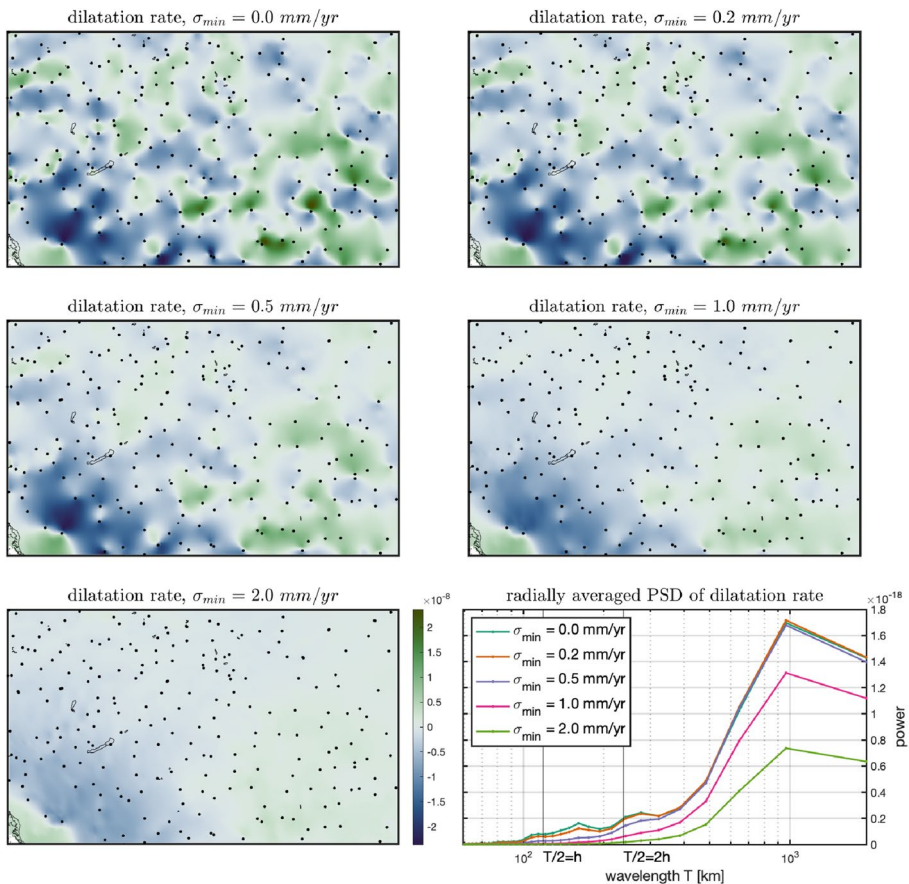 dilatation rate, σmin = 0.0 mm/yr
dilatation rate, σmin = 0.2 mm/yr
dilatation rate, σmin = 0.5 mm/yr
dilatation rate, σmin = 1.0 mm/yr
dilatation rate, σmin = 2.0 mm/yr
×10⁻⁸
2
1.5
1
0.5
0
-0.5
-1
-1.5
-2
radially averaged PSD of dilatation rate
×10⁻¹⁸
σmin = 0.0 mm/yr
σmin = 0.2 mm/yr
σmin = 0.5 mm/yr
σmin = 1.0 mm/yr
σmin = 2.0 mm/yr
1.8
1.6
1.4
1.2
1
0.8
0.6
0.4
0.2
0
power
10² T/2=h T/2=2h 10³
wavelength T [km]